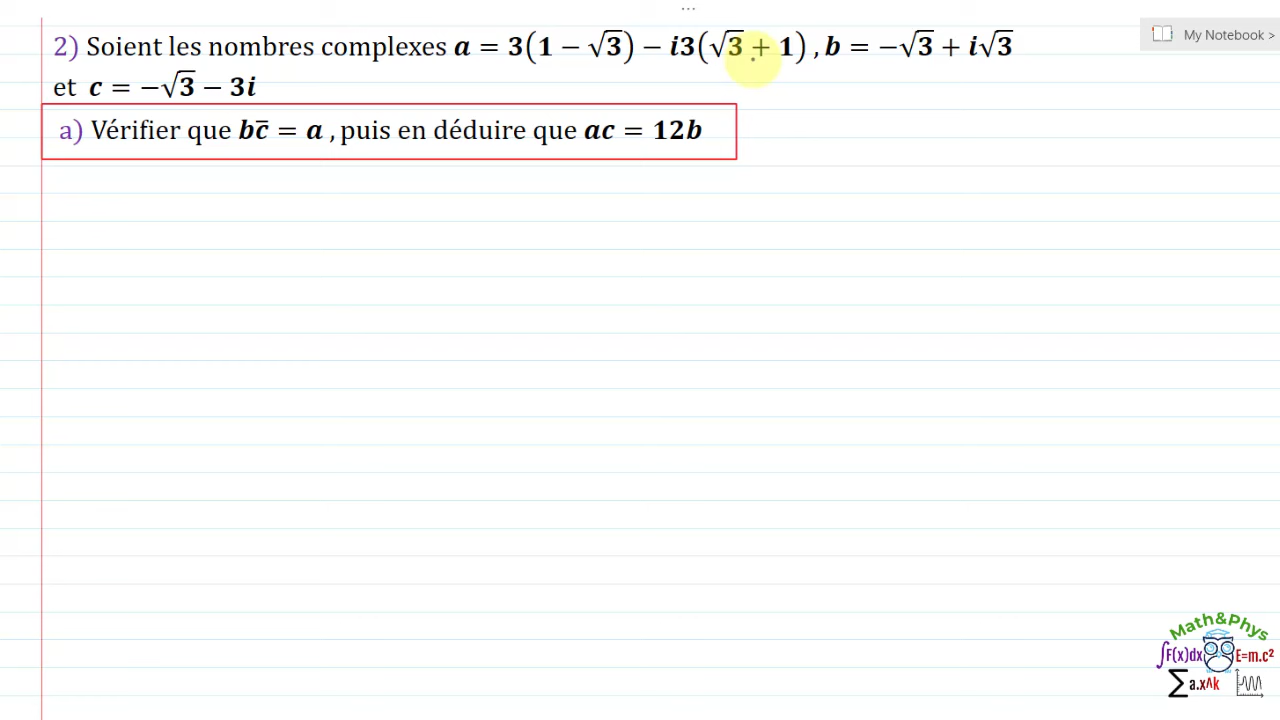 ...
My Notebook >
2) Soient les nombres complexes a = 3(1 − √3) − i3(√3 + 1) , b = −√3 + i√3
et c = −√3 − 3i
a) Vérifier que bc̄ = a , puis en déduire que ac = 12b
Math&Phys
∫F(x)dx E=m.c²
∑a.x^k